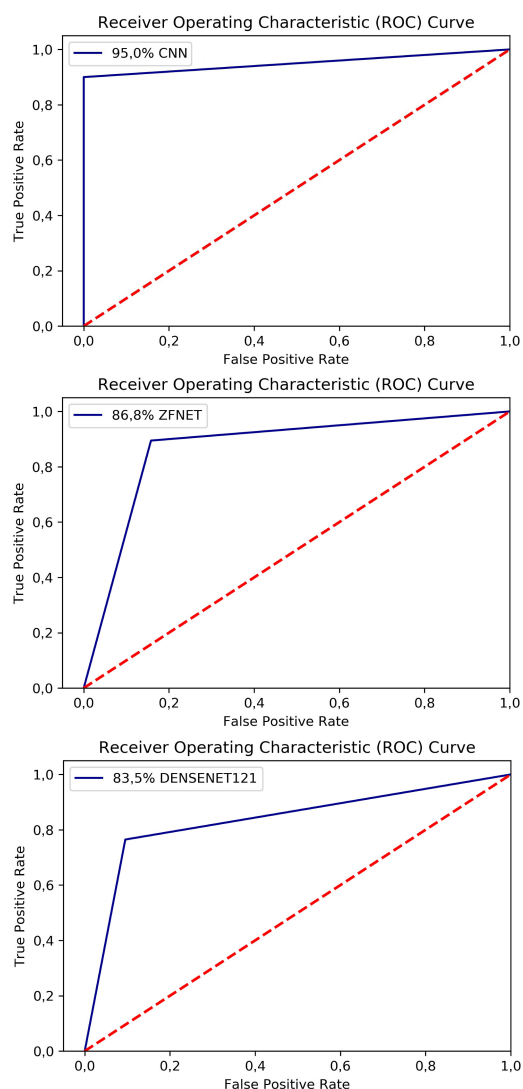 Receiver Operating Characteristic (ROC) Curve
95,0% CNN
1,0
0,8
0,6
0,4
0,2
0,0
True Positive Rate
0,0 0,2 0,4 0,6 0,8 1,0
False Positive Rate
Receiver Operating Characteristic (ROC) Curve
86,8% ZFNET
1,0
0,8
0,6
0,4
0,2
0,0
True Positive Rate
0,0 0,2 0,4 0,6 0,8 1,0
False Positive Rate
Receiver Operating Characteristic (ROC) Curve
83,5% DENSENET121
1,0
0,8
0,6
0,4
0,2
0,0
True Positive Rate
0,0 0,2 0,4 0,6 0,8 1,0
False Positive Rate